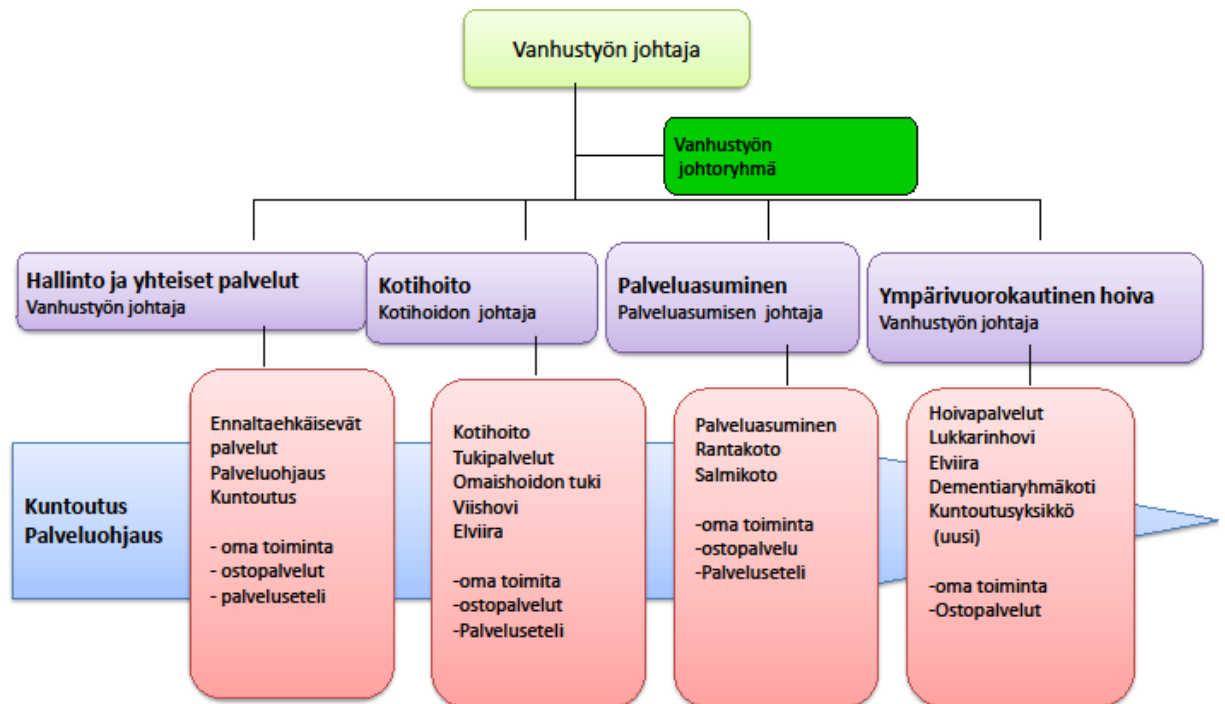 Vanhustyön johtaja
Vanhustyön
johtoryhmä
Hallinto ja yhteiset palvelut
Vanhustyön johtaja
Kotihoito
Kotihoidon johtaja
Palveluasuminen
Palveluasumisen johtaja
Ympärivuorokautinen hoiva
Vanhustyön johtaja
Kuntoutus
Palveluohjaus
Ennaltaehkäisevät
palvelut
Palveluohjaus
Kuntoutus
- oma toiminta
- ostopalvelut
- palveluseteli
Kotihoito
Tukipalvelut
Omaishoidon tuki
Viishovi
Elviira
-oma toimita
-ostopalvelut
-Palveluseteli
Palveluasuminen
Rantakoto
Salmikoto
-oma toiminta
-ostopalvelu
-Palveluseteli
Hoivapalvelut
Lukkarinhovi
Elviira
Dementiaryhmäkoti
Kuntoutusyksikkö
(uusi)
-oma toiminta
-Ostopalvelut